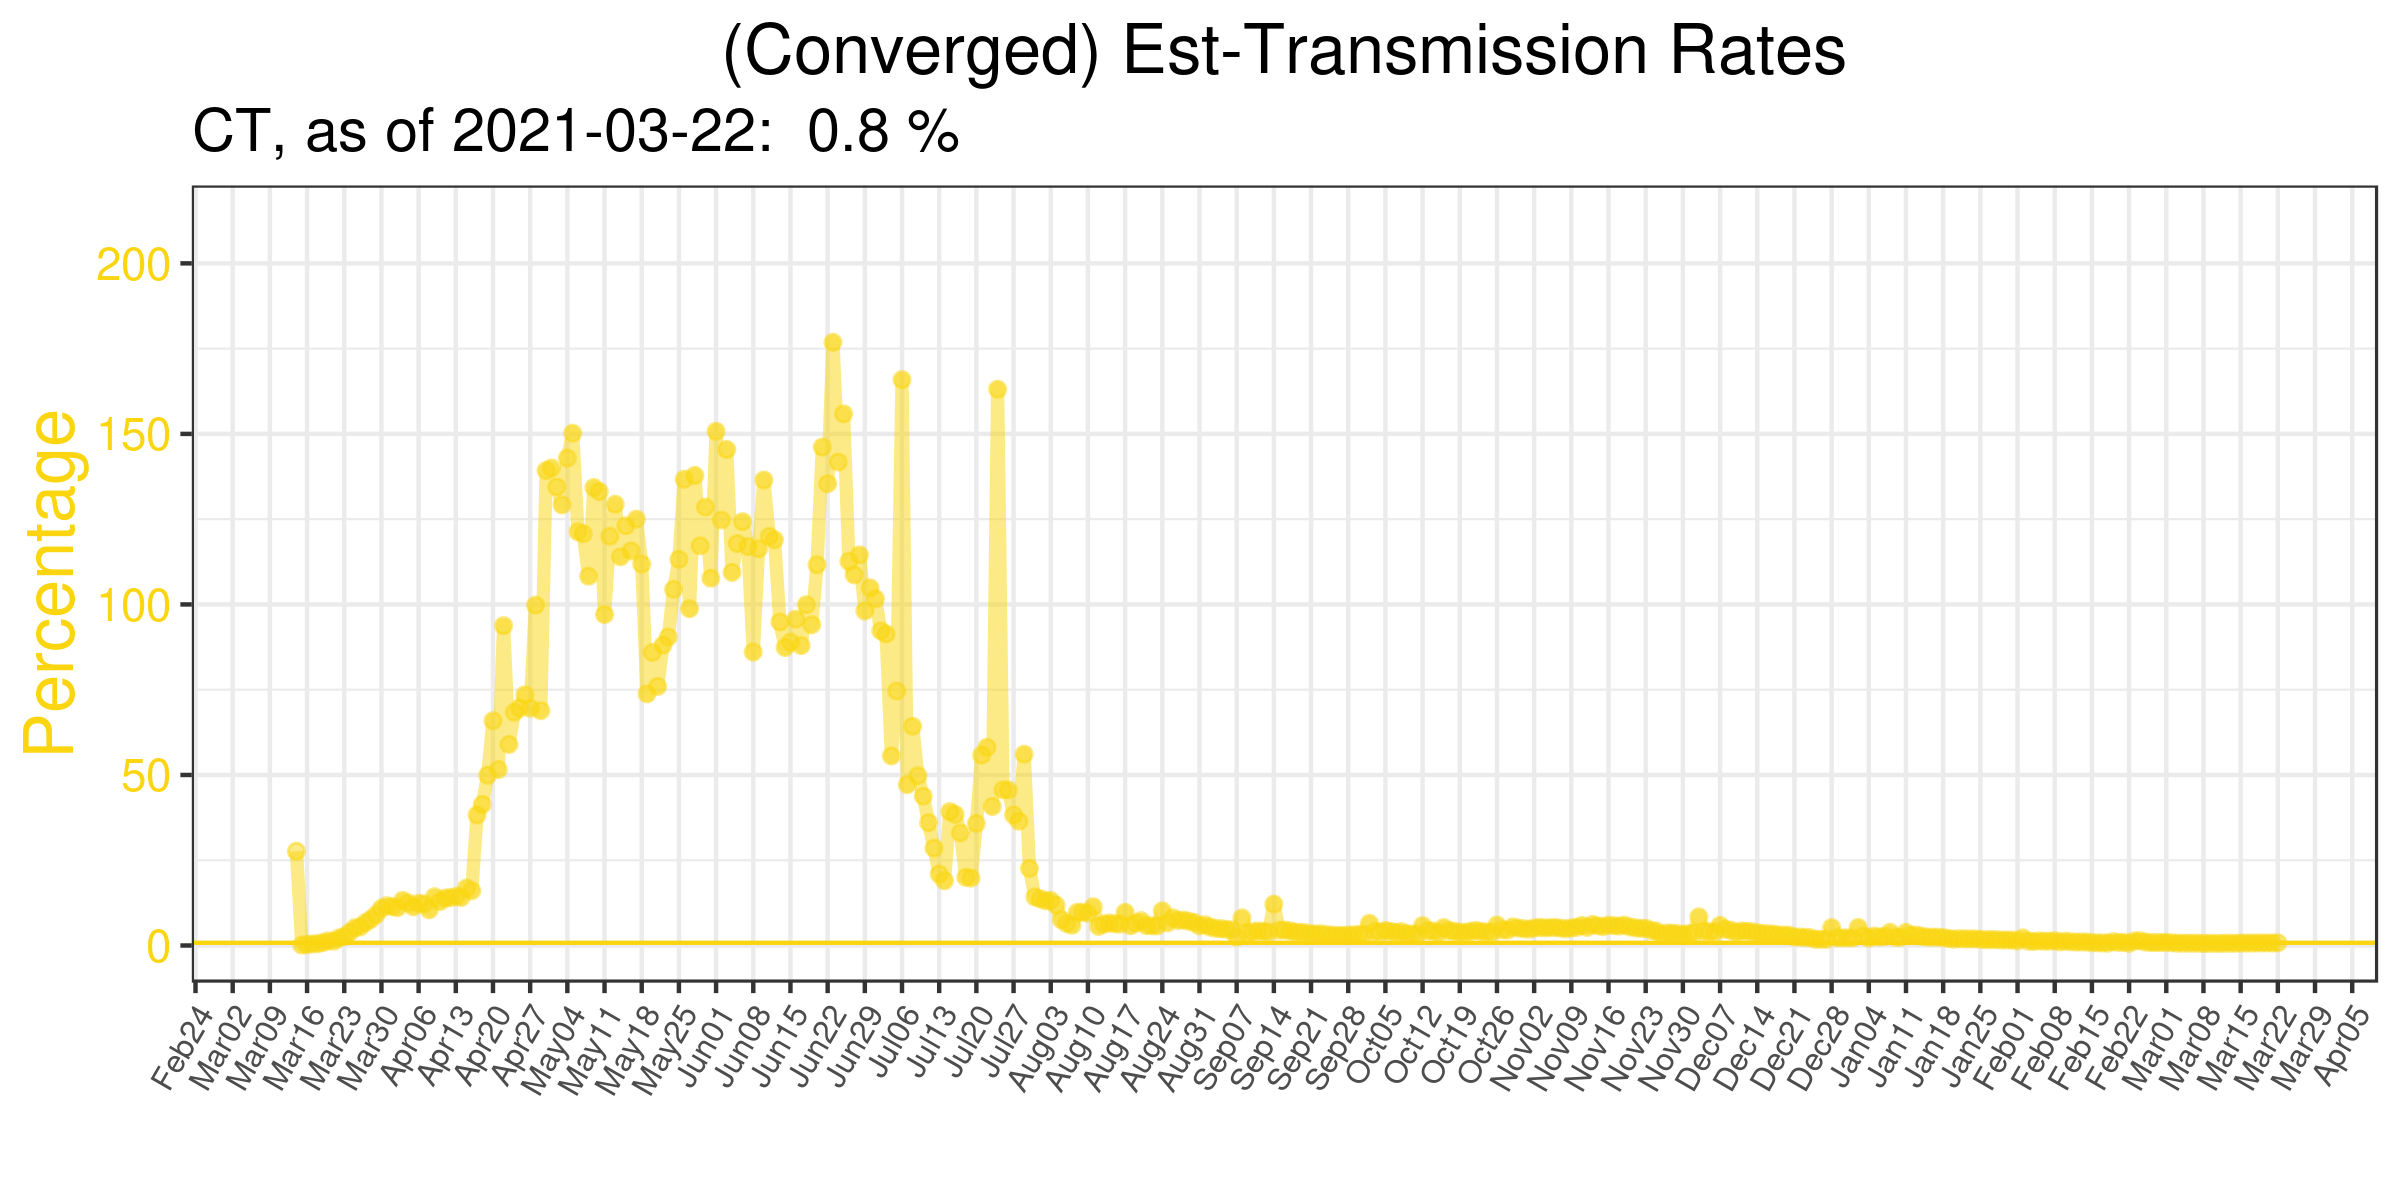 (Converged) Est-Transmission Rates
CT, as of 2021-03-22:  0.8 %
Percentage
200
150
100
50
0
Feb24
Mar02
Mar09
Mar16
Mar23
Mar30
Apr06
Apr13
Apr20
Apr27
May04
May11
May18
May25
Jun01
Jun08
Jun15
Jun22
Jun29
Jul06
Jul13
Jul20
Jul27
Aug03
Aug10
Aug17
Aug24
Aug31
Sep07
Sep14
Sep21
Sep28
Oct05
Oct12
Oct19
Oct26
Nov02
Nov09
Nov16
Nov23
Nov30
Dec07
Dec14
Dec21
Dec28
Jan04
Jan11
Jan18
Jan25
Feb01
Feb08
Feb15
Feb22
Mar01
Mar08
Mar15
Mar22
Mar29
Apr05